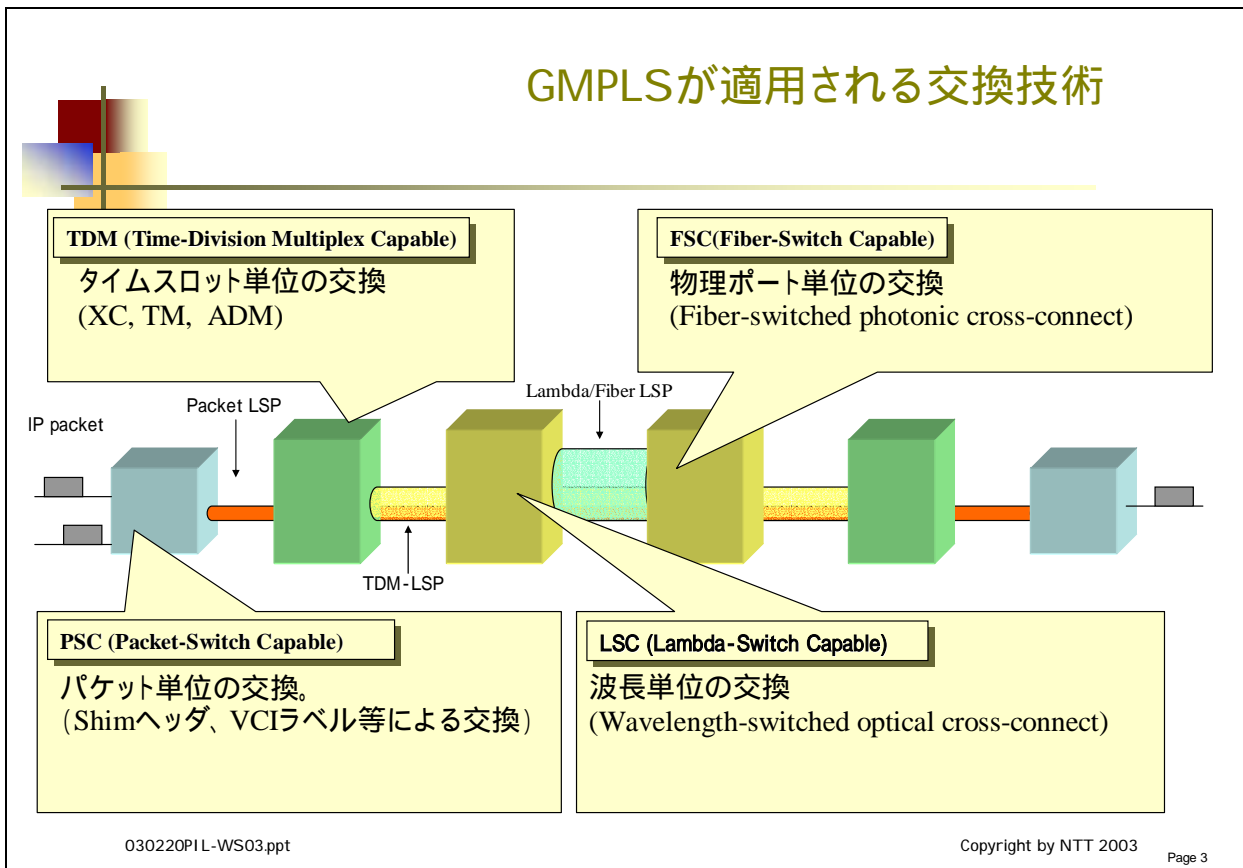 GMPLSが適用される交換技術
TDM (Time-Division Multiplex Capable)
タイムスロット単位の交換
(XC, TM, ADM)
FSC(Fiber-Switch Capable)
物理ポート単位の交換
(Fiber-switched photonic cross-connect)
IP packet
Packet LSP
Lambda/Fiber LSP
TDM-LSP
PSC (Packet-Switch Capable)
パケット単位の交換。
(Shimヘッダ、VCIラベル等による交換)
LSC (Lambda-Switch Capable)
波長単位の交換
(Wavelength-switched optical cross-connect)
030220PIL-WS03.ppt
Copyright by NTT 2003
Page 3